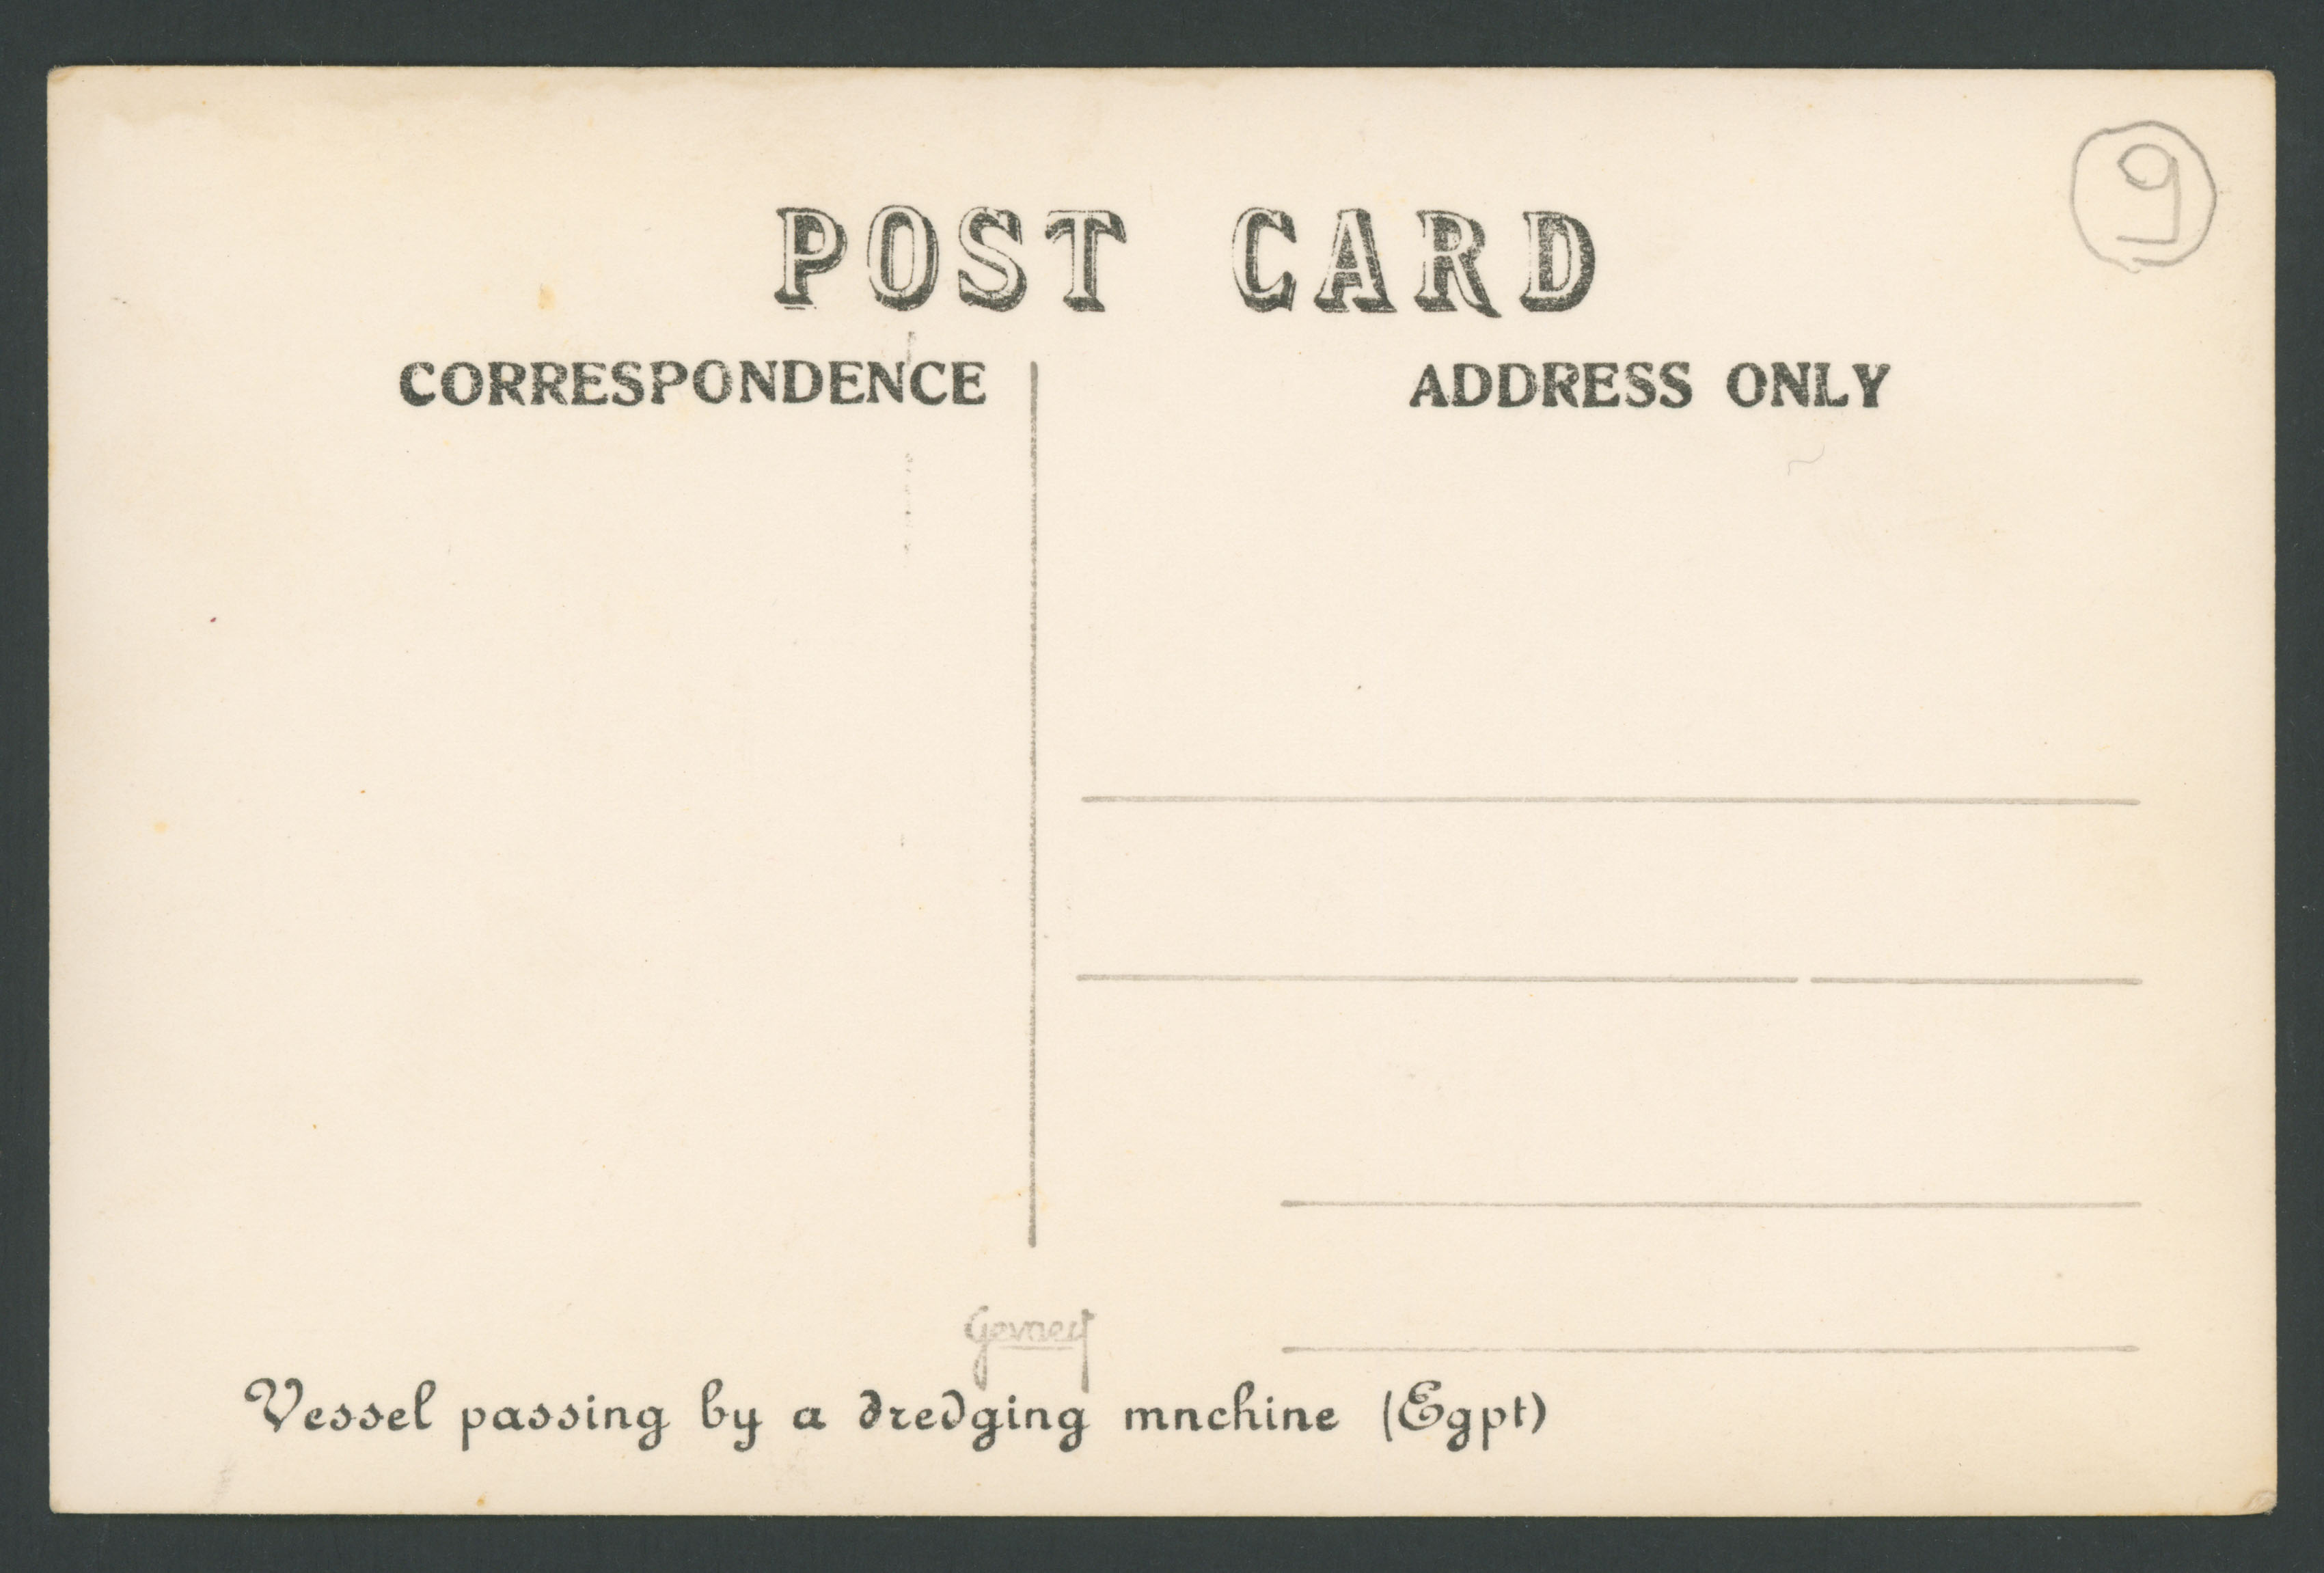 9
POST CARD
CORRESPONDENCE
ADDRESS ONLY
Vessel passing by a dredging mnchine (Egpt)